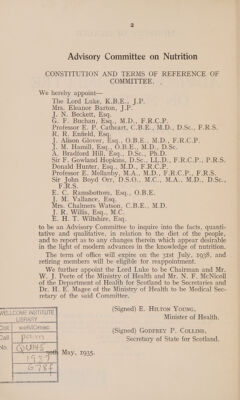 2
Advisory Committee on Nutrition
CONSTITUTION AND TERMS OF REFERENCE OF
COMMITTEE.
We hereby appoint—
The Lord Luke, K.B.E., J.P.
Mrs. Eleanor Barton, J.P.
J. N. Beckett, Esq.
G. F. Buchan, Esq., M.D., F.R.C.P.
Professor E. P. Cathcart, C.B.E., M.D., D.Sc., F.R.S.
R. R. Enfield, Esq.
J. Alison Glover, Esq., O.B.E., M.D., F.R.C.P.
J. M. Hamill, Esq., O.B.E., M.D., D.Sc.
A. Bradford Hill, Esq., D.Sc., Ph.D.
Sir F. Gowland Hopkins, D.Sc., LL.D., F.R.C.P., P.R.S.
Donald Hunter, Esq., M.D., F.R.C.P.
Professor E. Mellanby, M.A., M.D., F.R.C.P., F.R.S.
Sir John Boyd Orr, D.S.O., M.C., M.A., M.D., D.Sc.,
F.R.S.
E. C. Ramsbottom, Esq., O.B.E.
J. M. Vallance, Esq.
Mrs. Chalmers Watson, C.B.E., M.D.
J. R. Willis, Esq., M.C.
E. H. T. Wiltshire, Esq.
to be an Advisory Committee to inquire into the facts, quanti-
tative and qualitative, in relation to the diet of the people,
and to report as to any changes therein which appear desirable
in the light of modern advances in the knowledge of nutrition.
The term of office will expire on the 31st July, 1938, and
retiring members will be eligible for reappointment.
We further appoint the Lord Luke to be Chairman and Mr.
W. J. Peete of the Ministry of Health and Mr. N. F. McNicoll
of the Department of Health for Scotland to be Secretaries and
Dr. H. E. Magee of the Ministry of Health to be Medical Sec-
retary of the said Committee.
(Signed) E. HILTON YOUNG,
Minister of Health.
(Signed) GODFREY P. COLLINS,
Secretary of State for Scotland.
May, 1935.
WELLCOME INSTITUTE
LIBRARY
Coll.
welMOmec
Call
pam
No.
QU145
1937